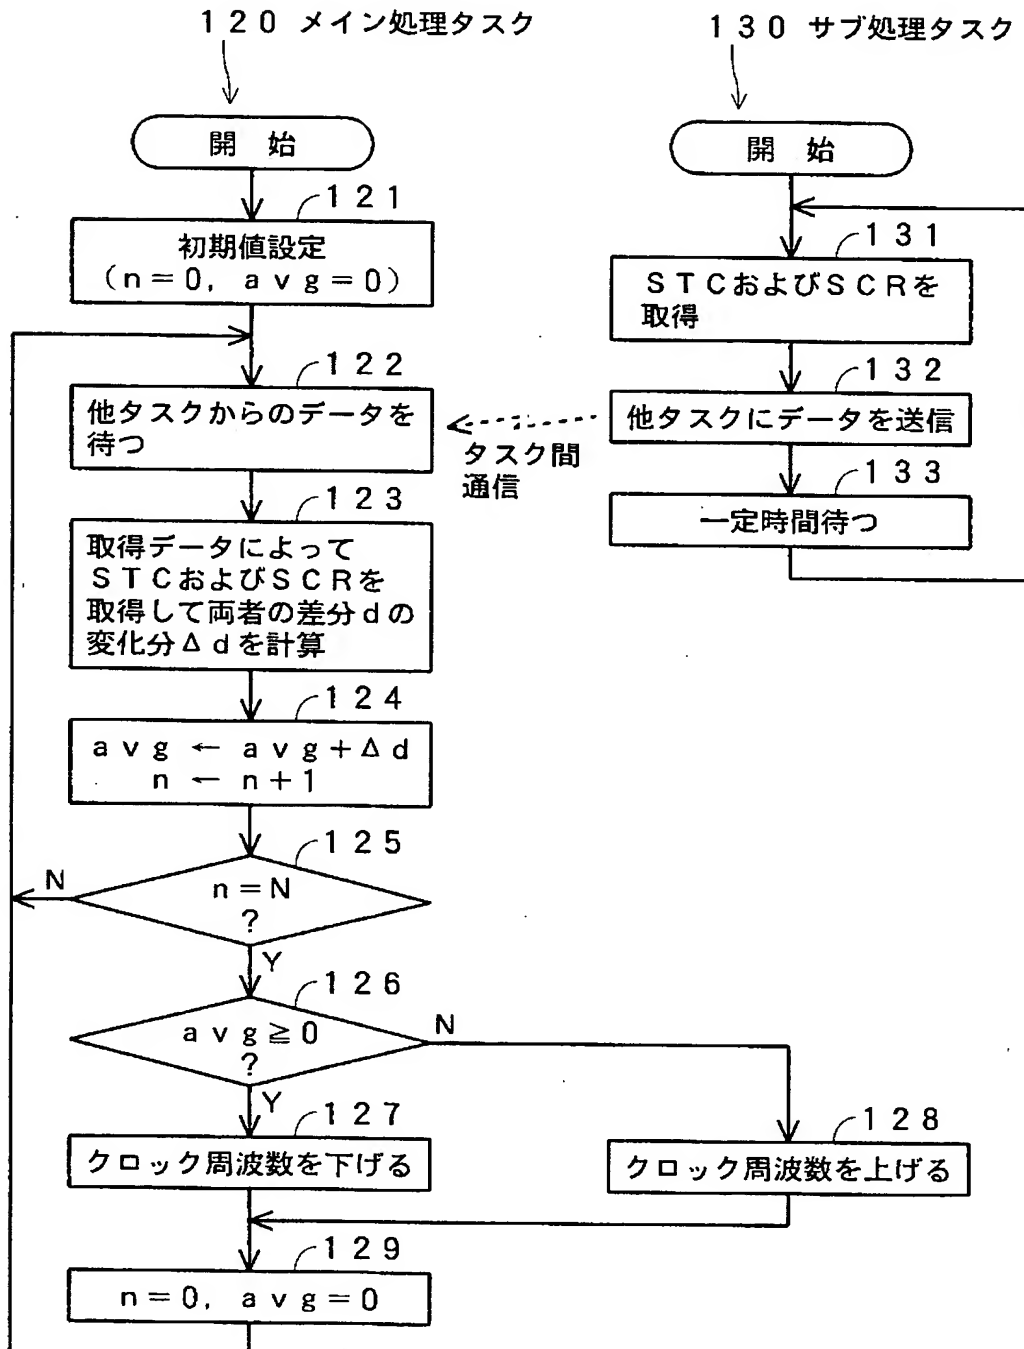 120 メイン処理タスク
開 始
121
初期値設定
(n=0, avg=0)
122
他タスクからのデータを
待つ
123
取得データによって
STCおよびSCRを
取得して両者の差分dの
変化分Δdを計算
124
avg ← avg+Δd
n ← n+1
125
n=N
?
N
Y
126
avg≧0
?
N
Y
127
クロック周波数を下げる
128
クロック周波数を上げる
129
n=0, avg=0
130 サブ処理タスク
開 始
131
STCおよびSCRを
取得
132
他タスクにデータを送信
タスク間
通信
133
一定時間待つ